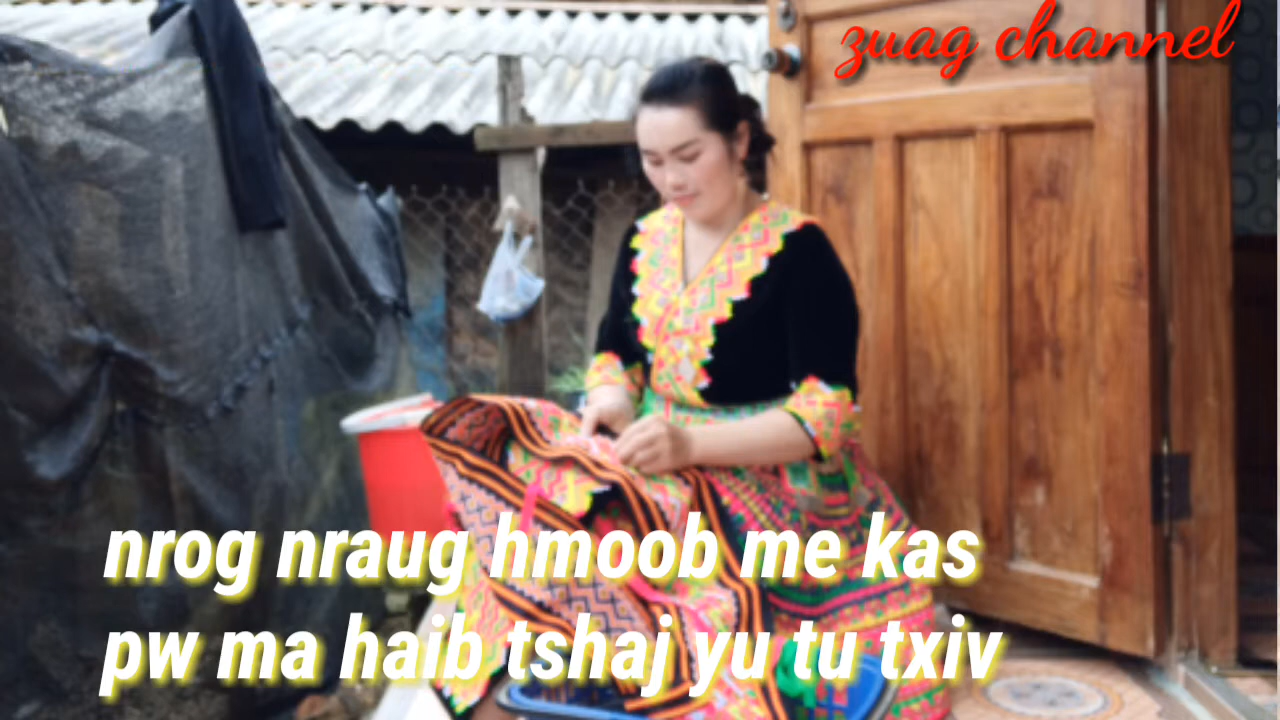 zuag channel
nrog nraug hmoob me kas
pw ma haib tshaj yu tu txiv